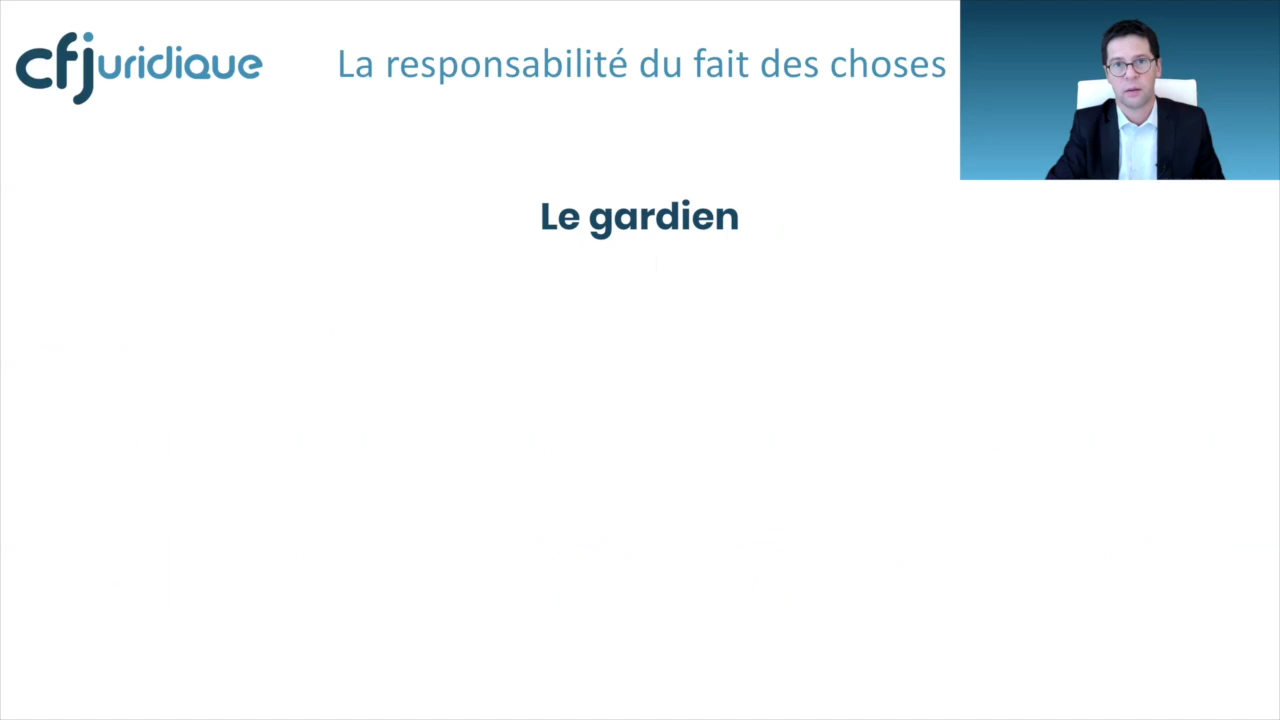 cfjuridique
La responsabilité du fait des choses
Le gardien